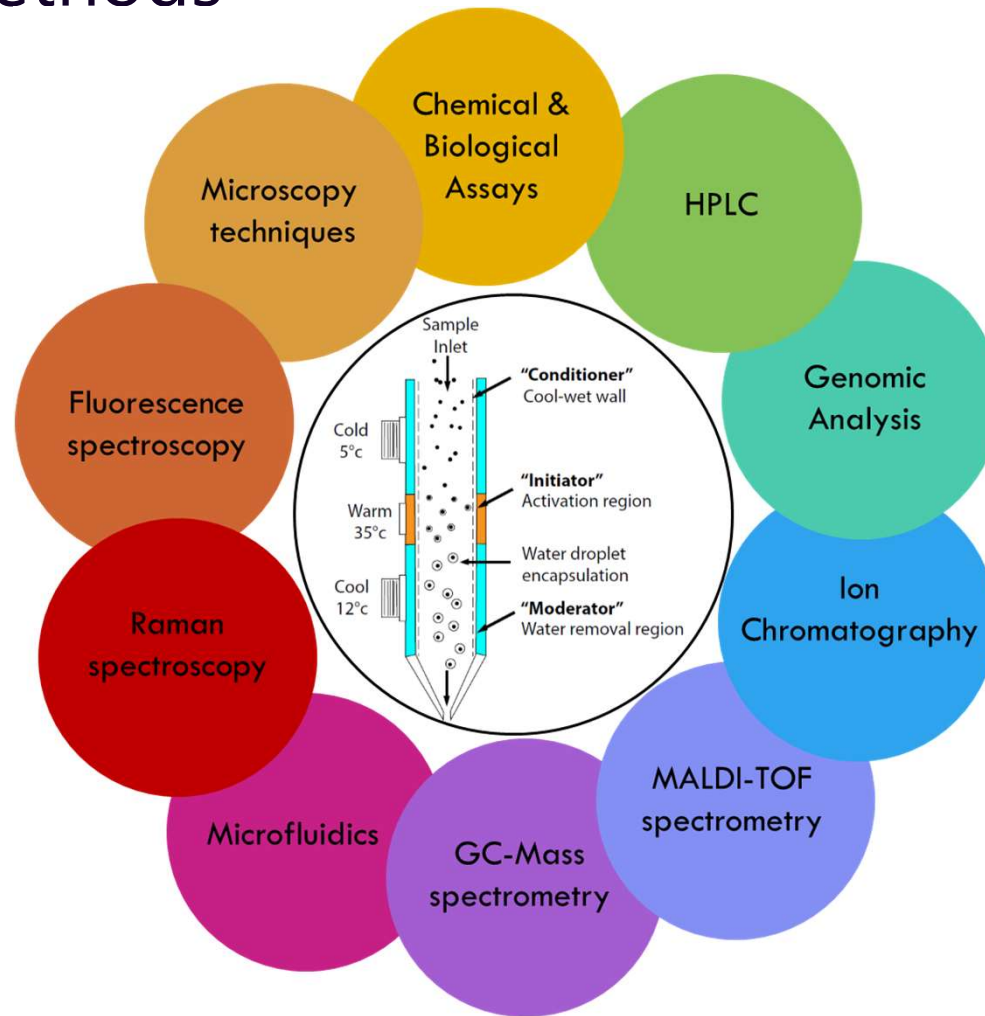 Chemical &
Biological
Assays
HPLC
Genomic
Analysis
Ion
Chromatography
MALDI-TOF
spectrometry
GC-Mass
spectrometry
Microfluidics
Raman
spectroscopy
Fluorescence
spectroscopy
Microscopy
techniques
Sample
Inlet
"Conditioner"
Cool-wet wall
Cold
5°c
"Initiator"
Activation region
Warm
35°c
Water droplet
encapsulation
Cool
12°c
"Moderator"
Water removal region